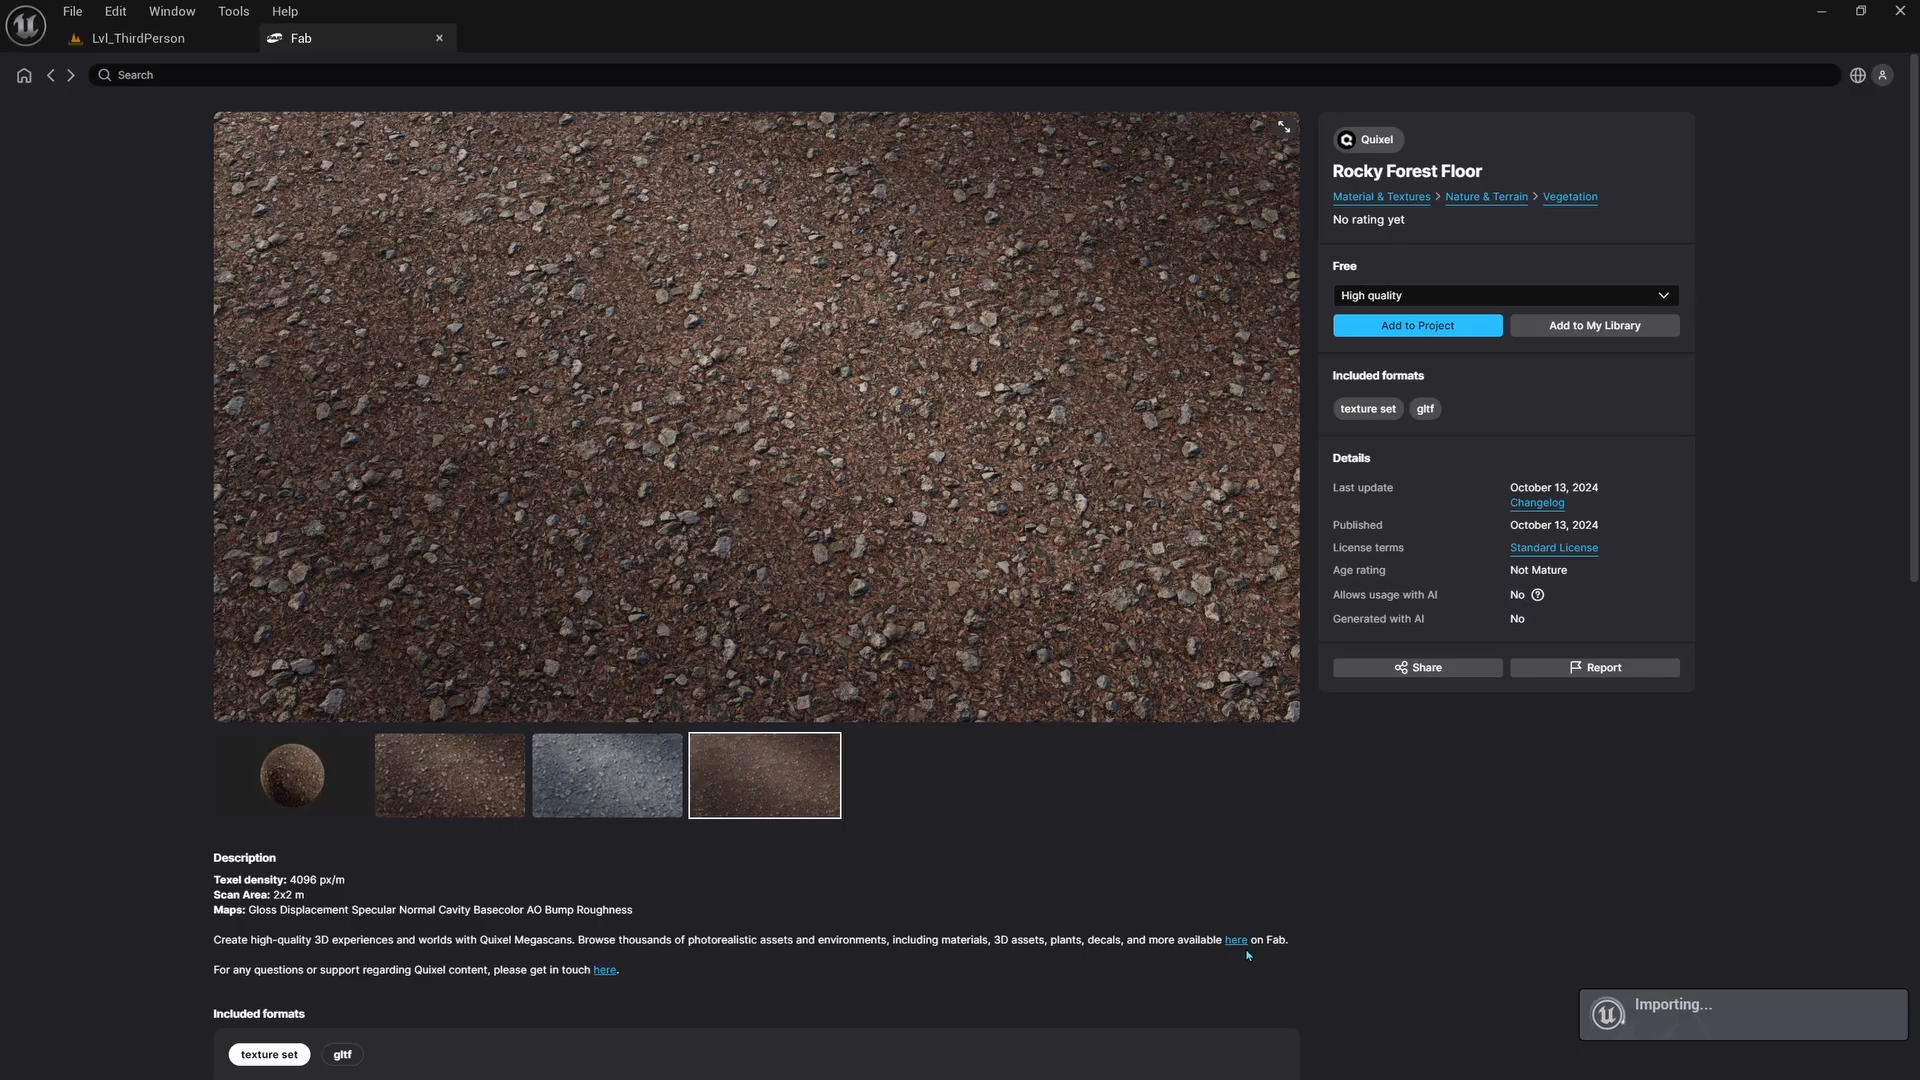 File Edit Window Tools Help
Lvl_ThirdPerson
Fab
Search
Quixel
Rocky Forest Floor
Material & Textures > Nature & Terrain > Vegetation
No rating yet
Free
High quality
Add to Project
Add to My Library
Included formats
texture set
gltf
Details
Last update
October 13, 2024
Changelog
Published
October 13, 2024
License terms
Standard License
Age rating
Not Mature
Allows usage with AI
No
Generated with AI
No
Share
Report
Description
Texel density: 4096 px/m
Scan Area: 2x2 m
Maps: Gloss Displacement Specular Normal Cavity Basecolor AO Bump Roughness
Create high-quality 3D experiences and worlds with Quixel Megascans. Browse thousands of photorealistic assets and environments, including materials, 3D assets, plants, decals, and more available here on Fab.
For any questions or support regarding Quixel content, please get in touch here.
Included formats
texture set
gltf
Importing...